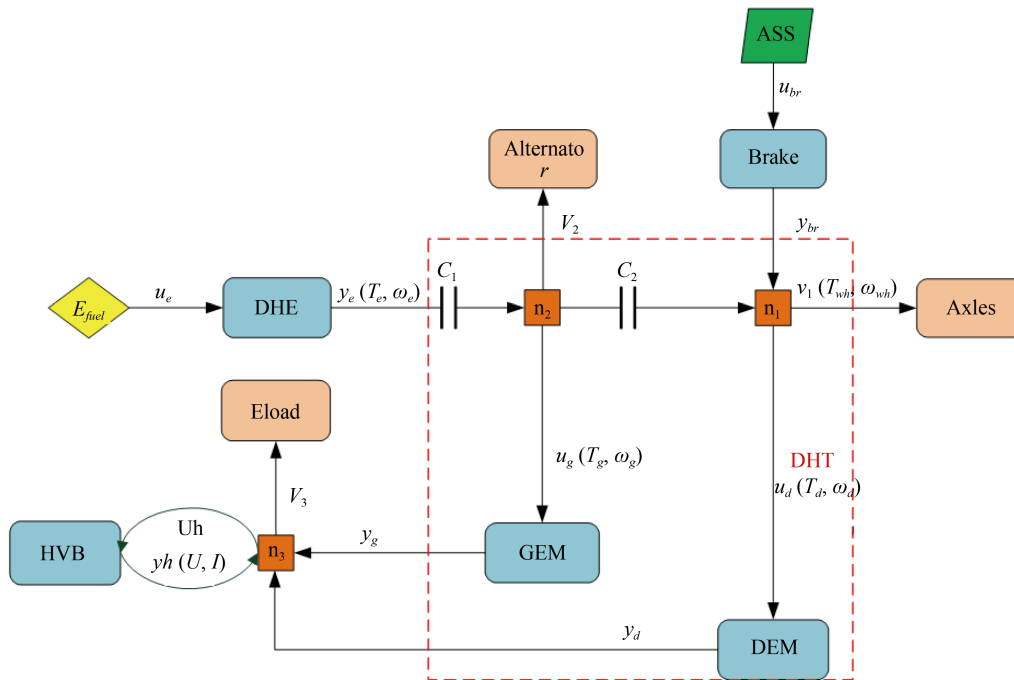 ASS
u_br
Alternato
r
Brake
V_2
y_br
C_1
C_2
E_fuel
u_e
DHE
y_e (T_e, ω_e)
n_2
n_1
v_1 (T_wh, ω_wh)
Axles
Eload
u_g (T_g, ω_g)
DHT
u_d (T_d, ω_d)
V_3
HVB
Uh
yh (U, I)
n_3
y_g
GEM
y_d
DEM